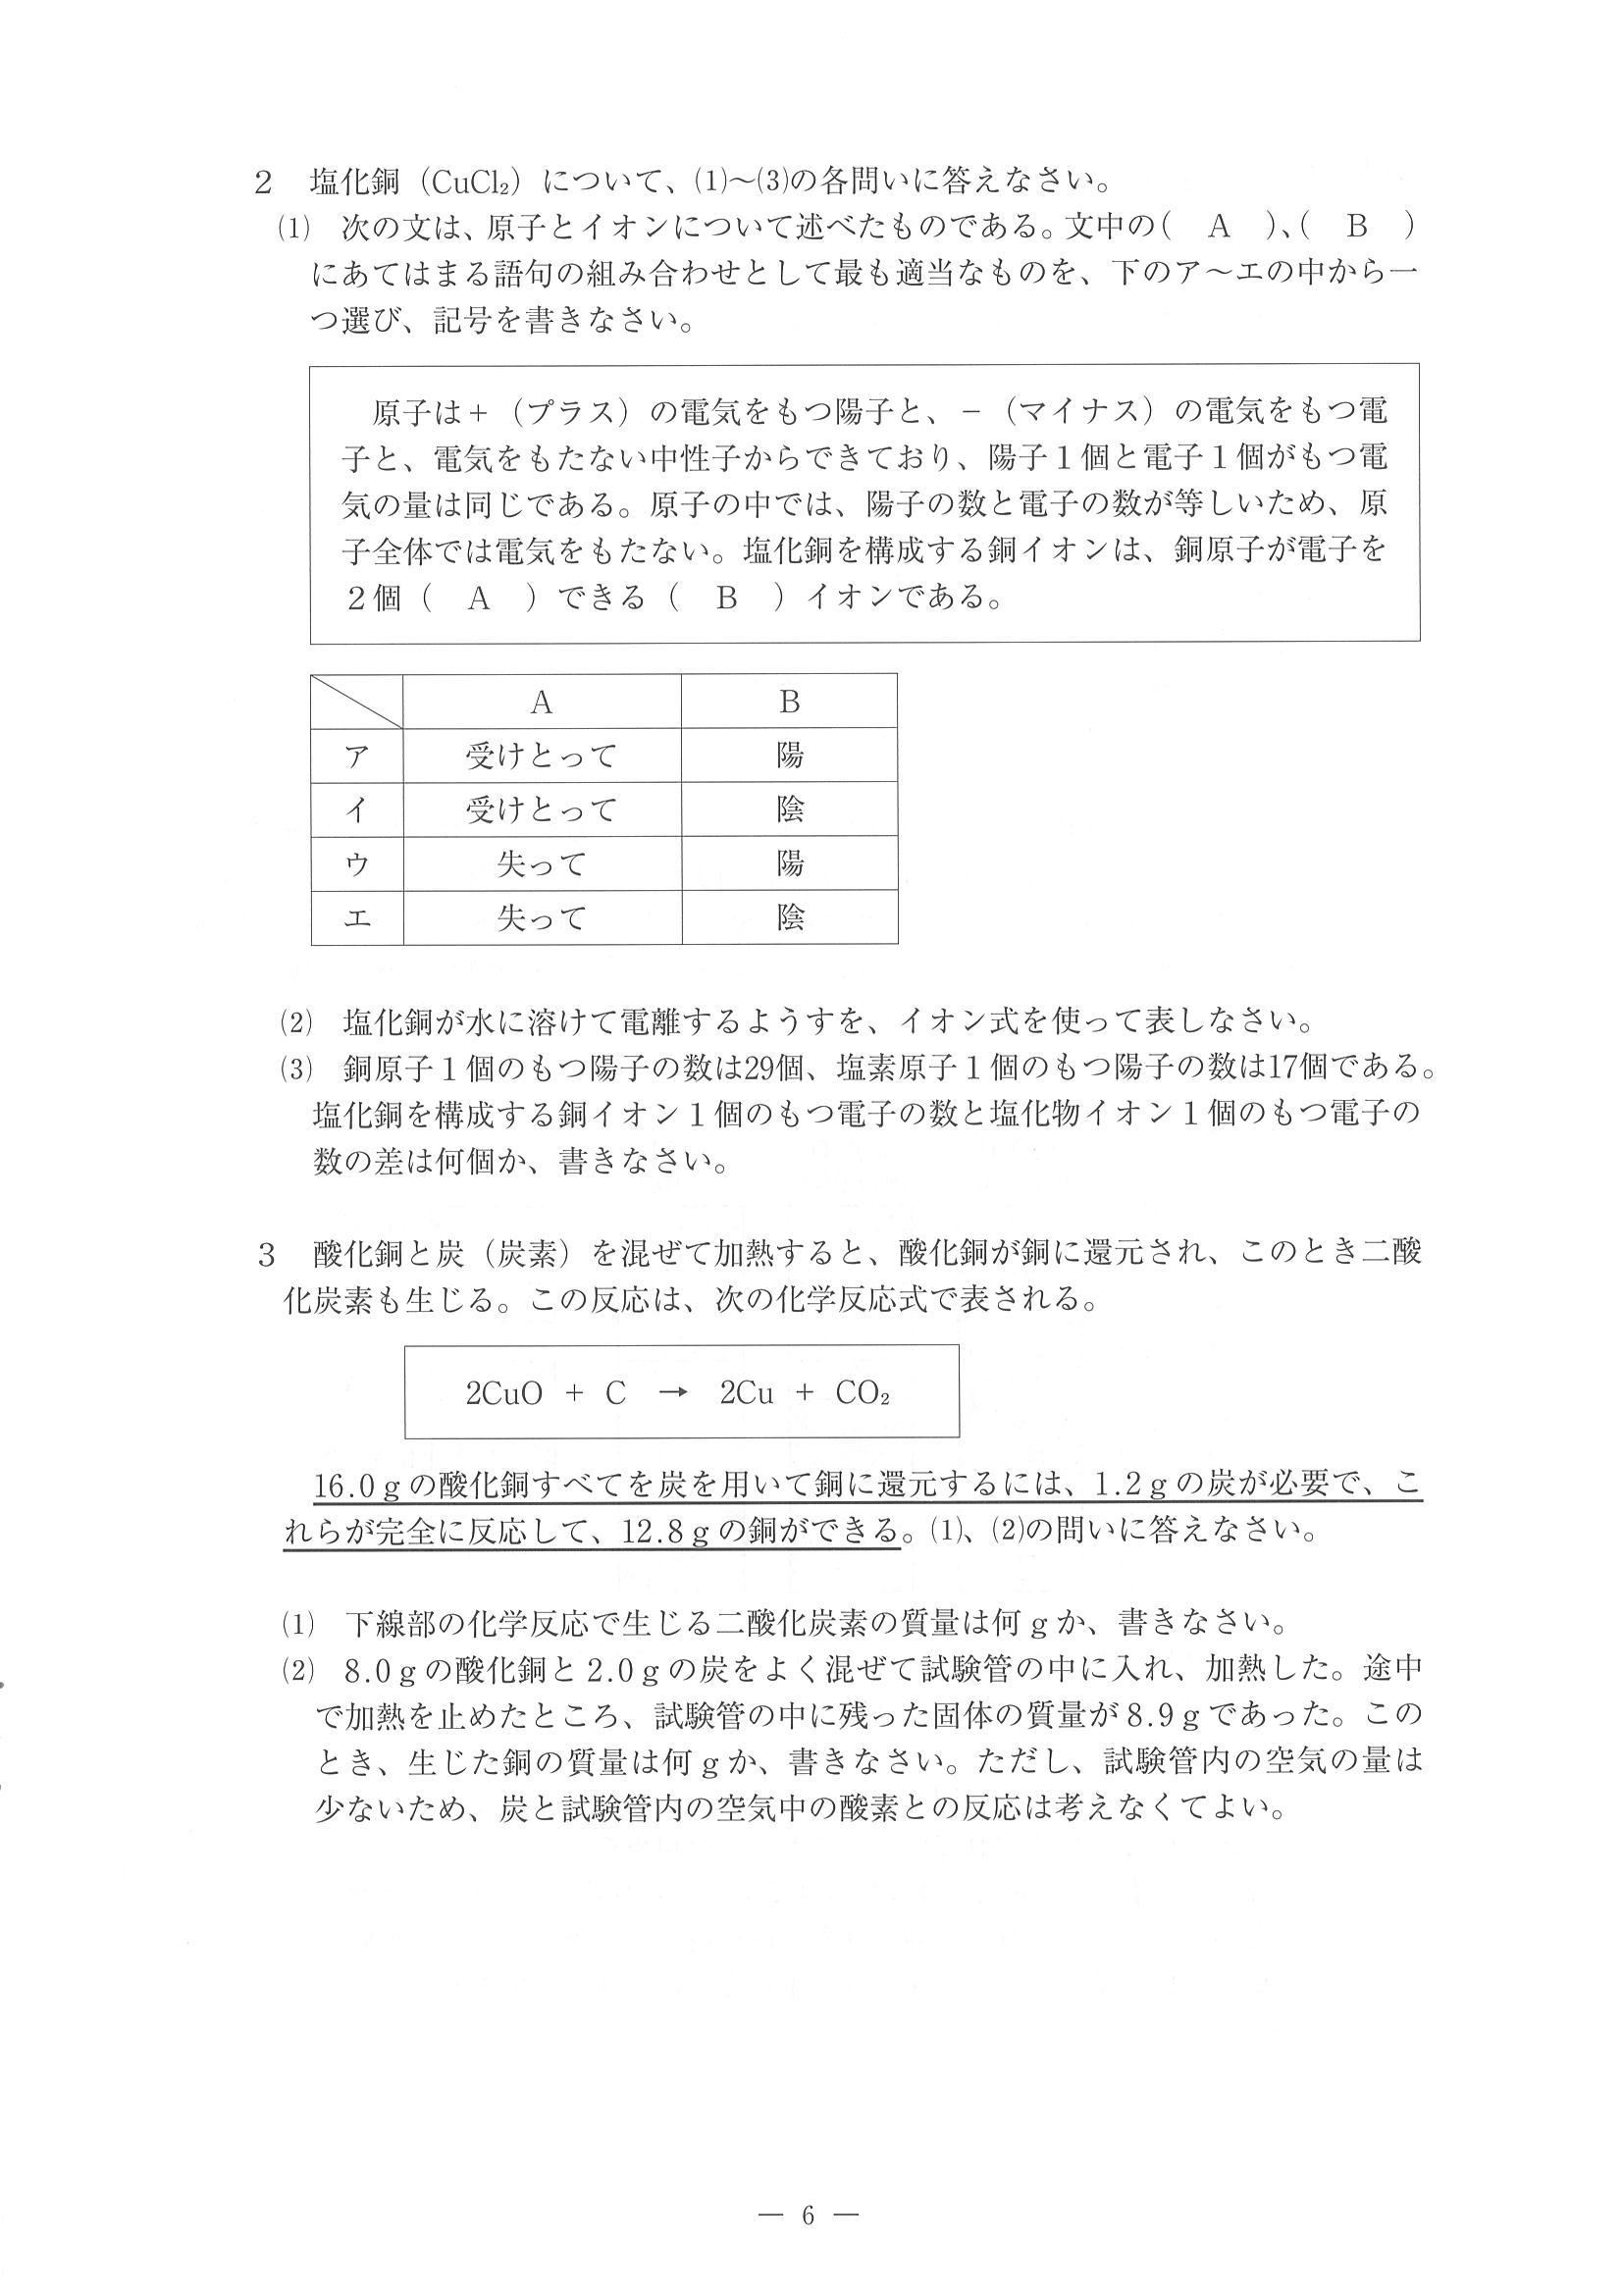 2　塩化銅（CuCl₂）について、⑴～⑶の各問いに答えなさい。
⑴　次の文は、原子とイオンについて述べたものである。文中の(　A　)、(　B　)
にあてはまる語句の組み合わせとして最も適当なものを、下のア～エの中から一
つ選び、記号を書きなさい。
原子は+（プラス）の電気をもつ陽子と、−（マイナス）の電気をもつ電
子と、電気をもたない中性子からできており、陽子1個と電子1個がもつ電
気の量は同じである。原子の中では、陽子の数と電子の数が等しいため、原
子全体では電気をもたない。塩化銅を構成する銅イオンは、銅原子が電子を
2個（　A　）できる（　B　）イオンである。
A　B
ア　受けとって　陽
イ　受けとって　陰
ウ　失って　陽
エ　失って　陰
⑵　塩化銅が水に溶けて電離するようすを、イオン式を使って表しなさい。
⑶　銅原子1個のもつ陽子の数は29個、塩素原子1個のもつ陽子の数は17個である。
塩化銅を構成する銅イオン1個のもつ電子の数と塩化物イオン1個のもつ電子の
数の差は何個か、書きなさい。
3　酸化銅と炭（炭素）を混ぜて加熱すると、酸化銅が銅に還元され、このとき二酸
化炭素も生じる。この反応は、次の化学反応式で表される。
2CuO + C → 2Cu + CO₂
16.0gの酸化銅すべてを炭を用いて銅に還元するには、1.2gの炭が必要で、こ
れらが完全に反応して、12.8gの銅ができる。⑴、⑵の問いに答えなさい。
⑴　下線部の化学反応で生じる二酸化炭素の質量は何gか、書きなさい。
⑵　8.0gの酸化銅と2.0gの炭をよく混ぜて試験管の中に入れ、加熱した。途中
で加熱を止めたところ、試験管の中に残った固体の質量が8.9gであった。この
とき、生じた銅の質量は何gか、書きなさい。ただし、試験管内の空気の量は
少ないため、炭と試験管内の空気中の酸素との反応は考えなくてよい。
— 6 —